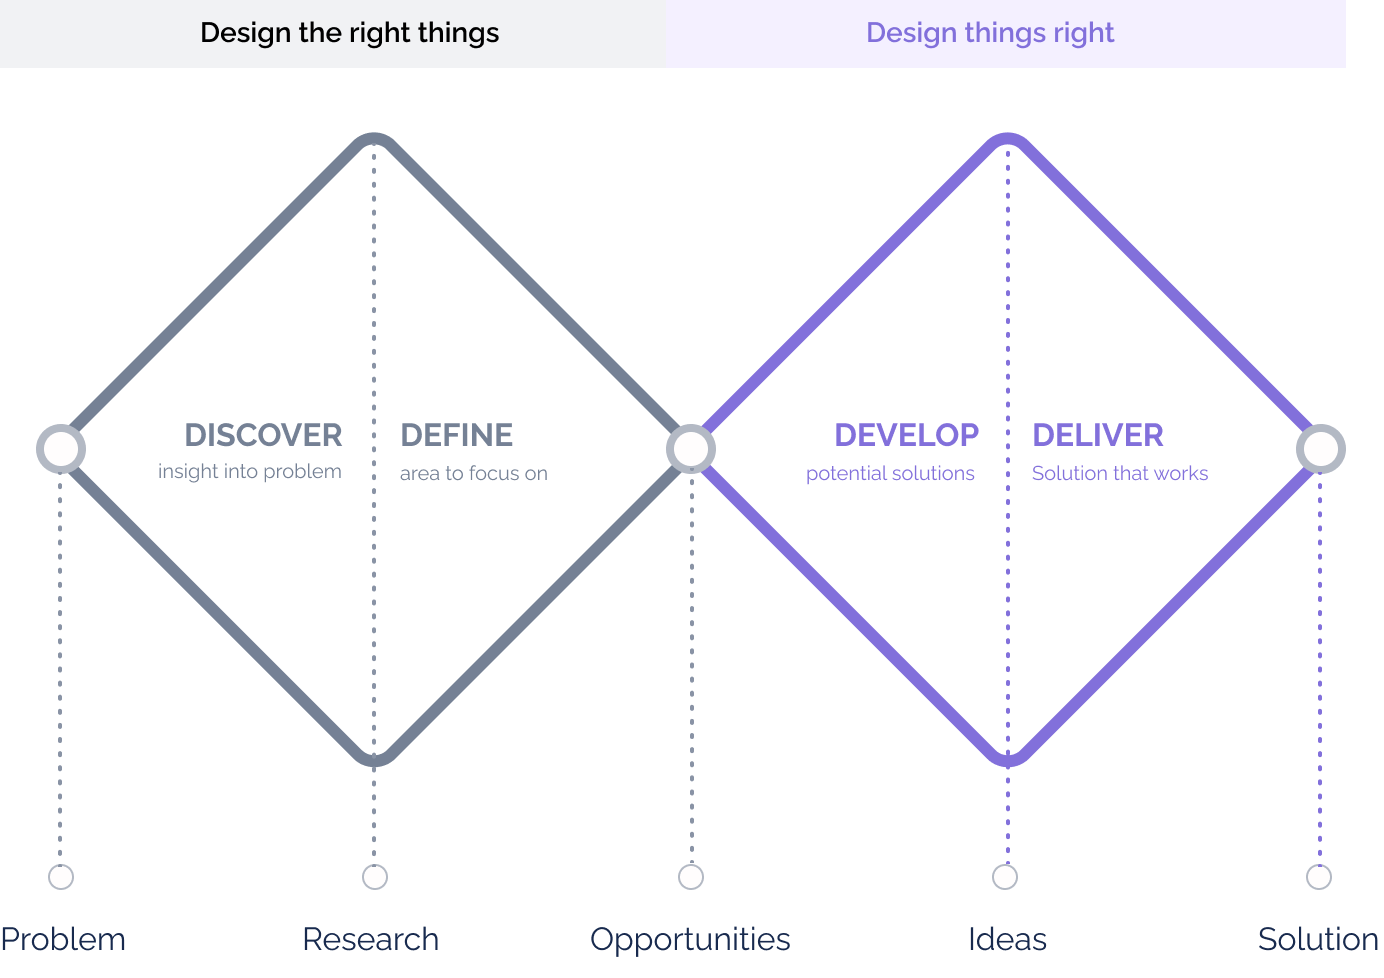 Design the right things
Design things right
DISCOVER
insight into problem
DEFINE
area to focus on
DEVELOP
potential solutions
DELIVER
Solution that works
Problem
Research
Opportunities
Ideas
Solution